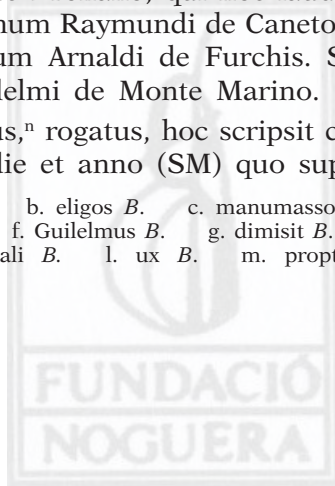 num Raymundi de Caneto
um Arnaldi de Furchis. S
lelmi de Monte Marino.
us,ⁿ rogatus, hoc scripsit c
lie et anno (SM) quo sup
b. eligos B. c. manumasso
f. Guilelmus B. g. dimisit B.
ali B. l. ux B. m. propt
FUNDACIÓ
NOGUERA